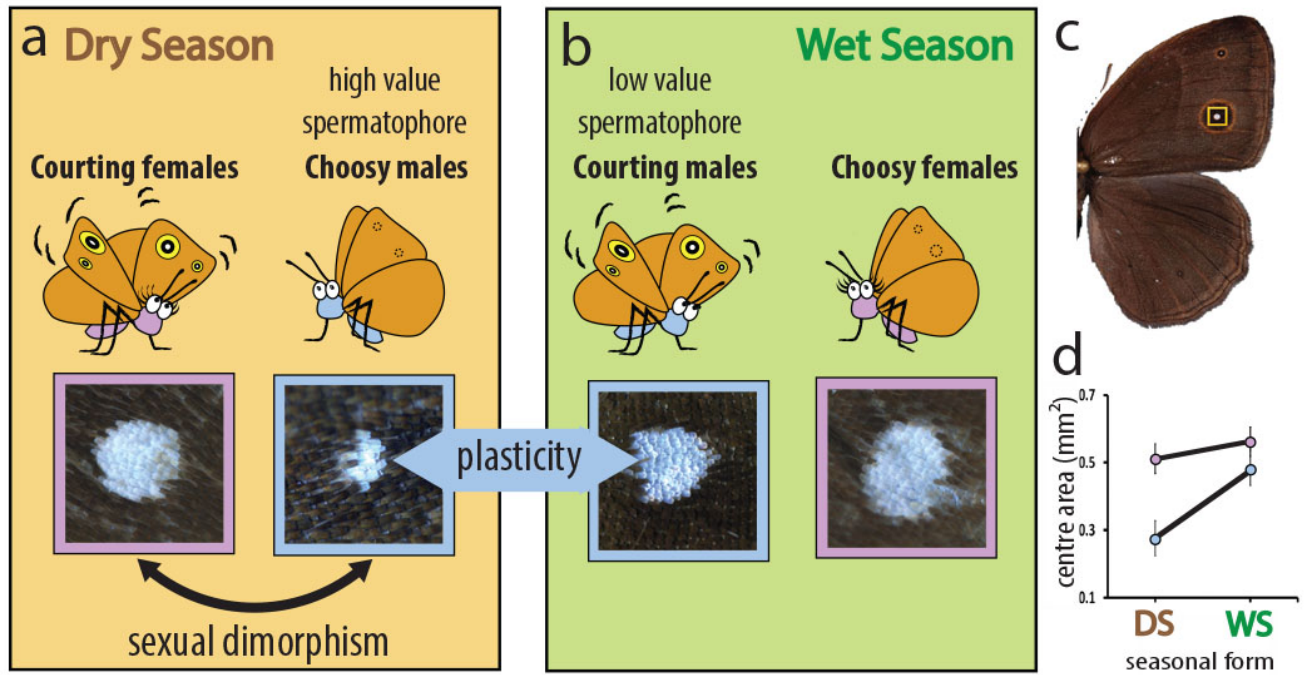 a Dry Season
high value
spermatophore
Courting females
Choosy males
plasticity
sexual dimorphism
b
Wet Season
low value
spermatophore
Courting males
Choosy females
c
d
centre area (mm²)
0.7
0.5
0.3
0.1
DS
WS
seasonal form